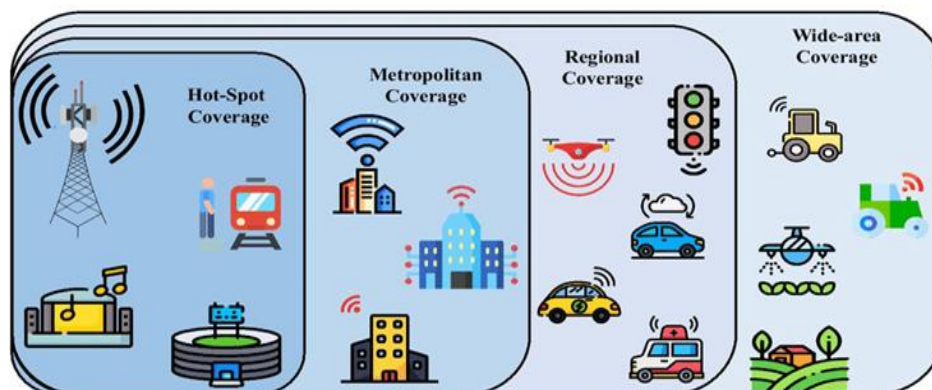 Hot-Spot
Coverage
Metropolitan
Coverage
Regional
Coverage
Wide-area
Coverage